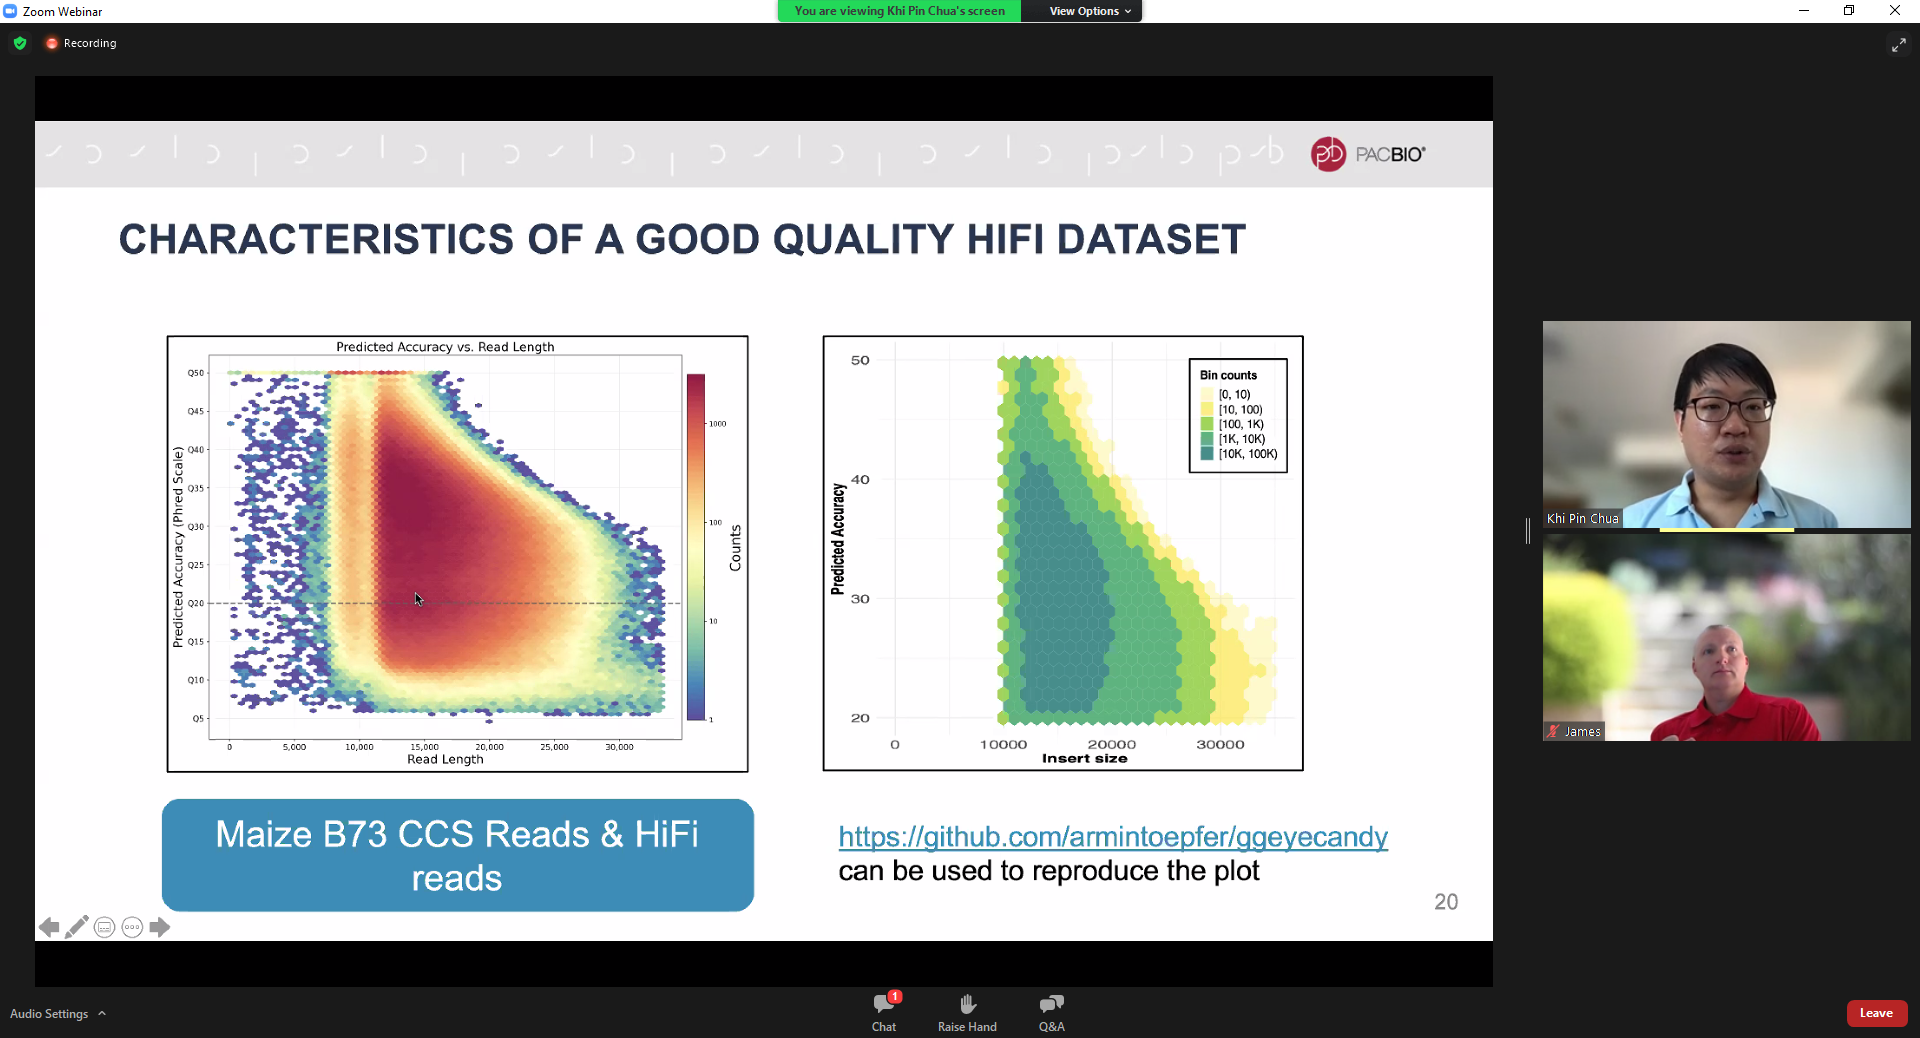 Zoom Webinar
You are viewing Khi Pin Chua's screen
View Options
Recording
PACBIO®
CHARACTERISTICS OF A GOOD QUALITY HIFI DATASET
Predicted Accuracy vs. Read Length
Predicted Accuracy (Phred Scale)
Q50
Q45
Q40
Q35
Q30
Q25
Q20
Q15
Q10
Q5
0 5,000 10,000 15,000 20,000 25,000 30,000
Read Length
1000
100
10
1
Counts
Predicted Accuracy
50
40
30
20
0 10000 20000 30000
Insert size
Bin counts
[0, 10)
[10, 100)
[100, 1K)
[1K, 10K)
[10K, 100K)
Maize B73 CCS Reads & HiFi
reads
https://github.com/armintoepfer/ggeyecandy
can be used to reproduce the plot
20
Khi Pin Chua
James
Audio Settings
1
Chat
Raise Hand
Q&A
Leave